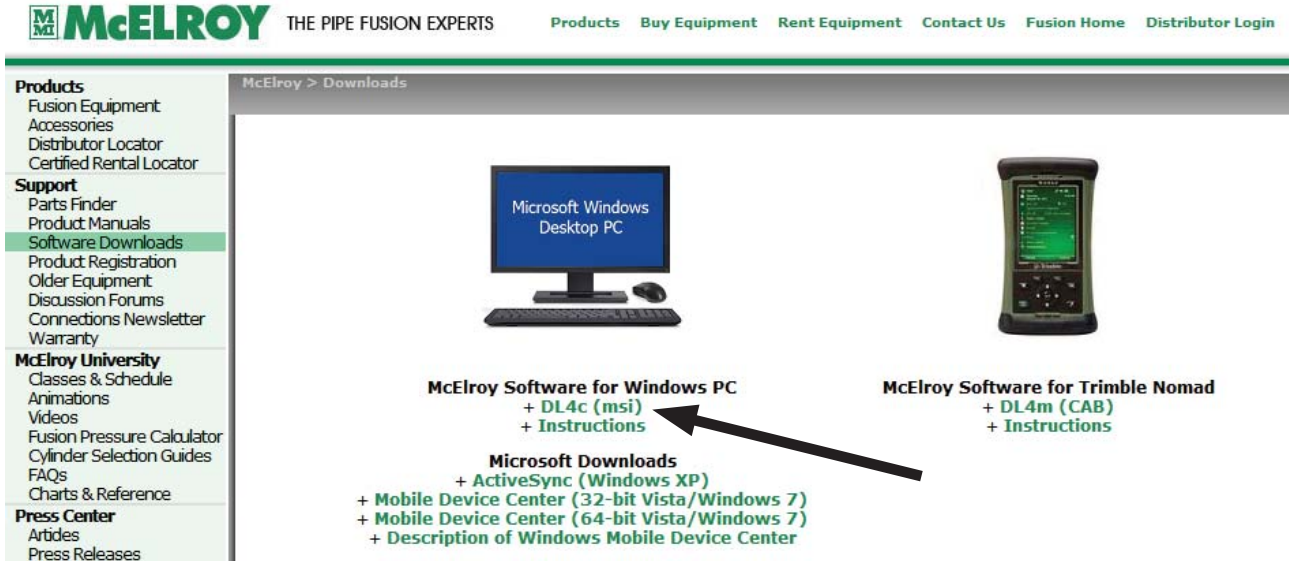 McELROY THE PIPE FUSION EXPERTS
Products Buy Equipment Rent Equipment Contact Us Fusion Home Distributor Login
McElroy > Downloads
Products
Fusion Equipment
Accessories
Distributor Locator
Certified Rental Locator
Support
Parts Finder
Product Manuals
Software Downloads
Product Registration
Older Equipment
Discussion Forums
Connections Newsletter
Warranty
McElroy University
Classes & Schedule
Animations
Videos
Fusion Pressure Calculator
Cylinder Selection Guides
FAQs
Charts & Reference
Press Center
Articles
Press Releases
Microsoft Windows
Desktop PC
McElroy Software for Windows PC
+ DL4c (msi)
+ Instructions
Microsoft Downloads
+ ActiveSync (Windows XP)
+ Mobile Device Center (32-bit Vista/Windows 7)
+ Mobile Device Center (64-bit Vista/Windows 7)
+ Description of Windows Mobile Device Center
McElroy Software for Trimble Nomad
+ DL4m (CAB)
+ Instructions